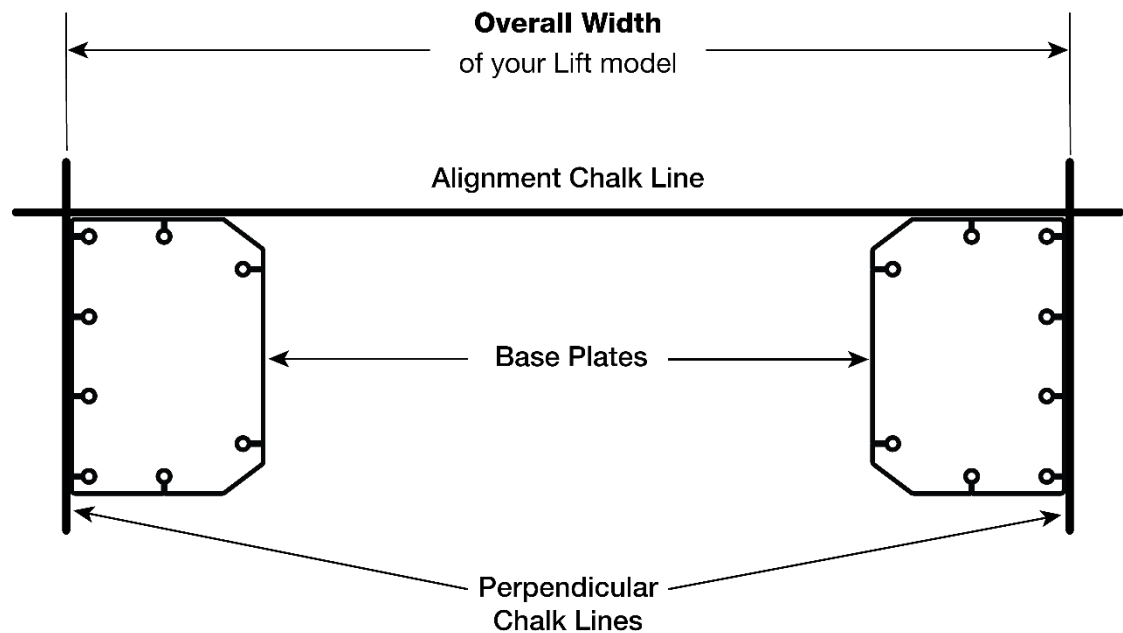 Overall Width
of your Lift model
Alignment Chalk Line
Base Plates
Perpendicular
Chalk Lines